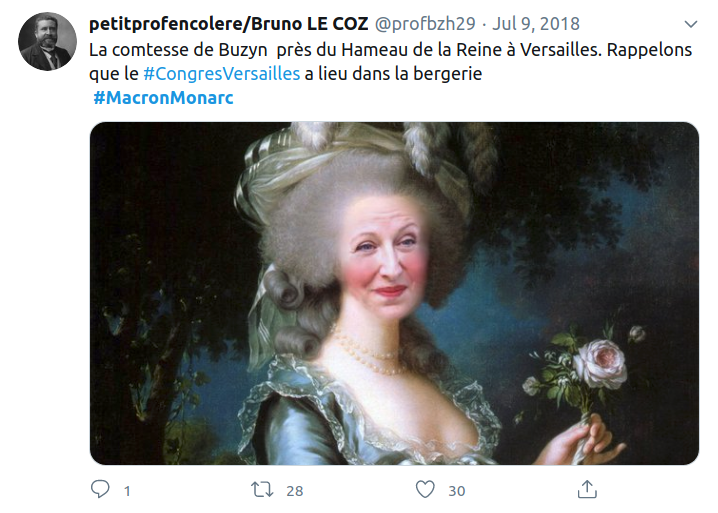 petitprofencolere/Bruno LE COZ @profbzh29 · Jul 9, 2018
La comtesse de Buzyn  près du Hameau de la Reine à Versailles. Rappelons
que le #CongresVersailles a lieu dans la bergerie
#MacronMonarc
1 28 30